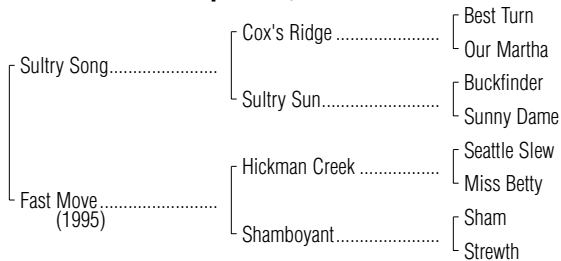 Best Turn
Cox's Ridge
Our Martha
Sultry Song
Buckfinder
Sultry Sun
Sunny Dame
Seattle Slew
Hickman Creek
Miss Betty
Fast Move
(1995)
Sham
Shamboyant
Strewth